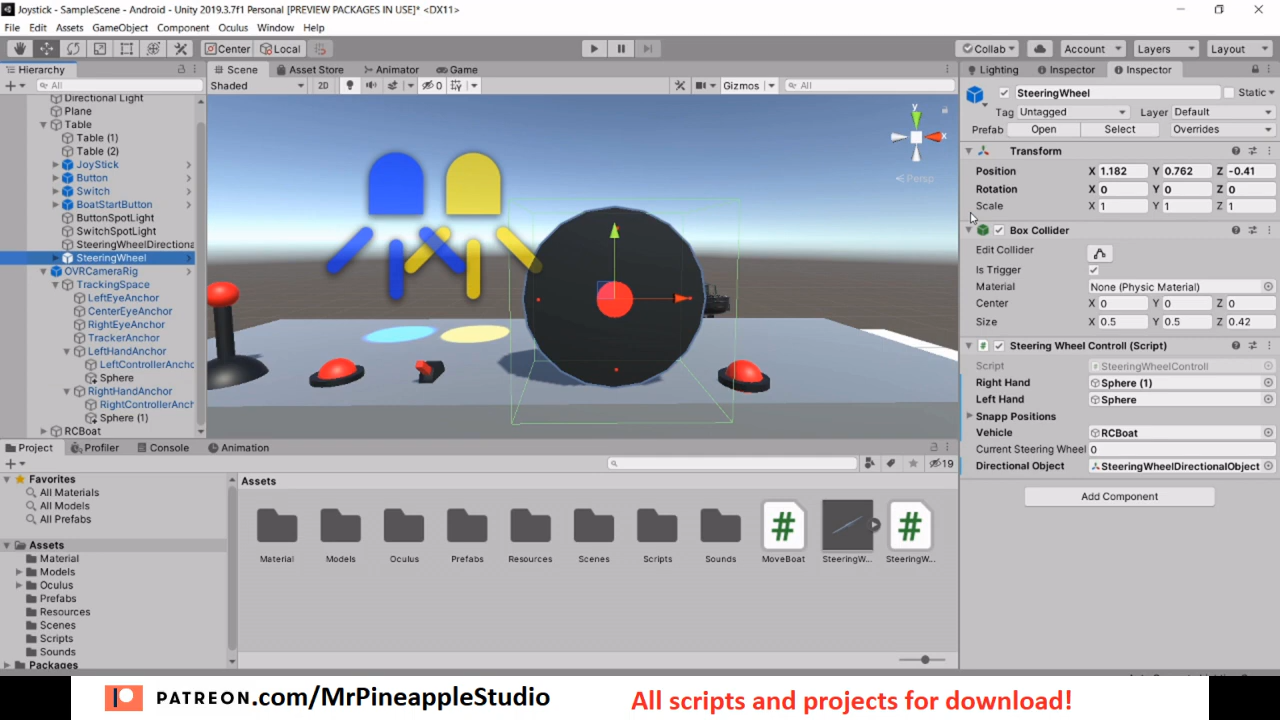 Joystick - SampleScene - Android - Unity 2019.3.7f1 Personal [PREVIEW PACKAGES IN USE]* <DX11>
File Edit Assets GameObject Component Oculus Window Help
Center Local Collab Account Layers Layout
Hierarchy
All
Directional Light
Plane
Table
Table (1)
Table (2)
JoyStick
Button
Switch
BoatStartButton
ButtonSpotLight
SwitchSpotLight
SteeringWheelDirectiona
SteeringWheel
OVRCameraRig
TrackingSpace
LeftEyeAnchor
CenterEyeAnchor
RightEyeAnchor
TrackerAnchor
LeftHandAnchor
LeftControllerAncho
Sphere
RightHandAnchor
RightControllerAnch
Sphere (1)
RCBoat
Scene Asset Store Animator Game
Shaded 2D 0 Gizmos All
y
x
Persp
Lighting Inspector Inspector
SteeringWheel Static
Tag Untagged Layer Default
Prefab Open Select Overrides
Transform
Position X 1.182 Y 0.762 Z -0.41
Rotation X 0 Y 0 Z 0
Scale X 1 Y 1 Z 1
Box Collider
Edit Collider
Is Trigger
Material None (Physic Material)
Center X 0 Y 0 Z 0
Size X 0.5 Y 0.5 Z 0.42
Steering Wheel Controll (Script)
Script SteeringWheelControll
Right Hand Sphere (1)
Left Hand Sphere
Snapp Positions
Vehicle RCBoat
Current Steering Wheel 0
Directional Object SteeringWheelDirectionalObject
Add Component
Project Profiler Console Animation
19
Favorites
All Materials
All Models
All Prefabs
Assets
Material
Models
Oculus
Prefabs
Resources
Scenes
Scripts
Sounds
Packages
Assets
Material Models Oculus Prefabs Resources Scenes Scripts Sounds MoveBoat SteeringW... SteeringW...
PATREON.com/MrPineappleStudio
All scripts and projects for download!